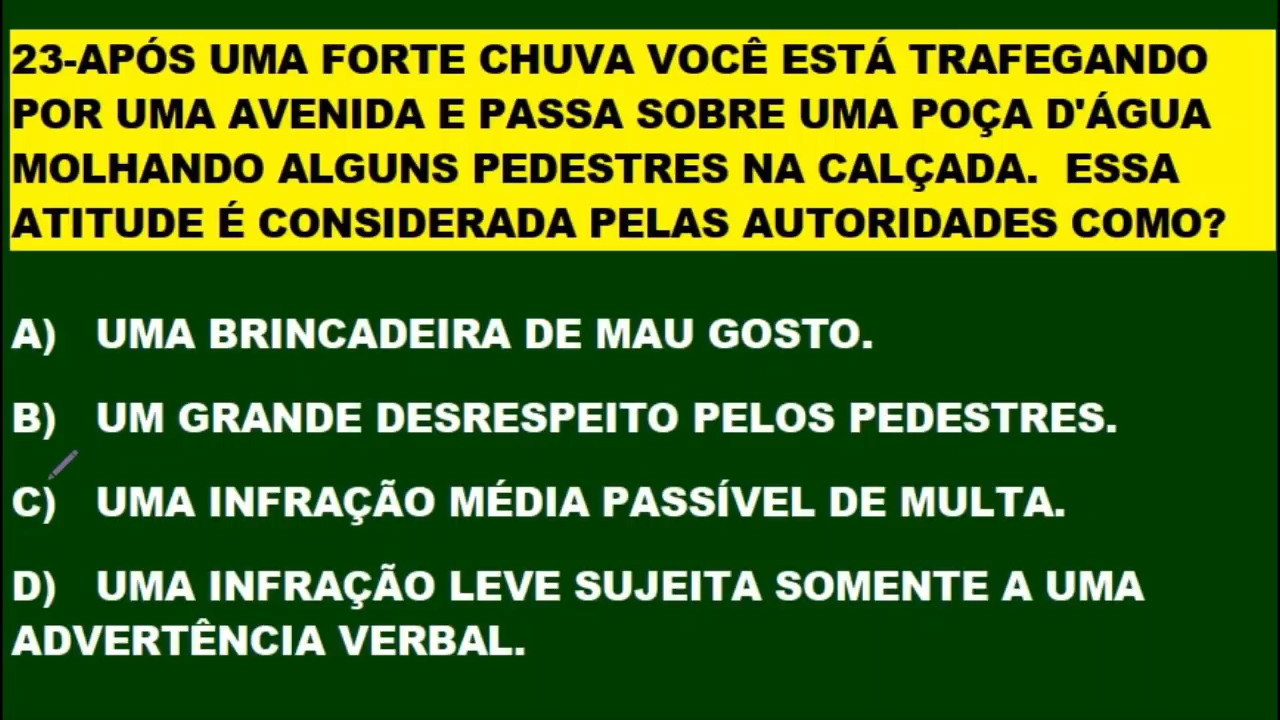 23-APÓS UMA FORTE CHUVA VOCÊ ESTÁ TRAFEGANDO
POR UMA AVENIDA E PASSA SOBRE UMA POÇA D'ÁGUA
MOLHANDO ALGUNS PEDESTRES NA CALÇADA.  ESSA
ATITUDE É CONSIDERADA PELAS AUTORIDADES COMO?
A) UMA BRINCADEIRA DE MAU GOSTO.
B) UM GRANDE DESRESPEITO PELOS PEDESTRES.
C) UMA INFRAÇÃO MÉDIA PASSÍVEL DE MULTA.
D) UMA INFRAÇÃO LEVE SUJEITA SOMENTE A UMA
ADVERTÊNCIA VERBAL.